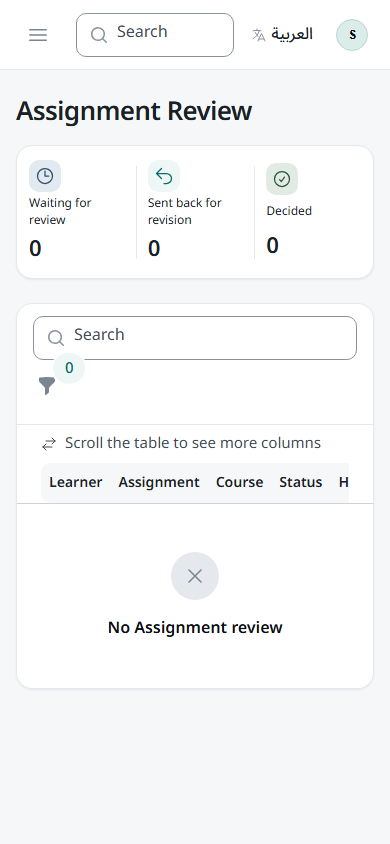 Search
العربية
S
Assignment Review
Waiting for
review
0
Sent back for
revision
0
Decided
0
Search
0
Scroll the table to see more columns
Learner Assignment Course Status H
No Assignment review